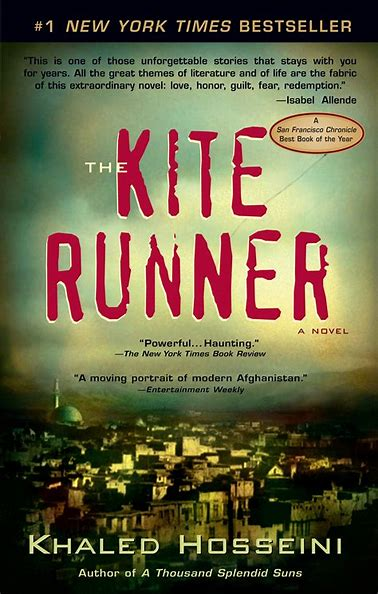 #1 NEW YORK TIMES BESTSELLER
"This is one of those unforgettable stories that stays with you
for years. All the great themes of literature and of life are the fabric
of this extraordinary novel: love, honor, guilt, fear, redemption."
—Isabel Allende
A
San Francisco Chronicle
Best Book of the Year
THE
KITE
RUNNER
A NOVEL
"Powerful...Haunting."
—The New York Times Book Review
"A moving portrait of modern Afghanistan."
—Entertainment Weekly
KHALED HOSSEINI
Author of A Thousand Splendid Suns